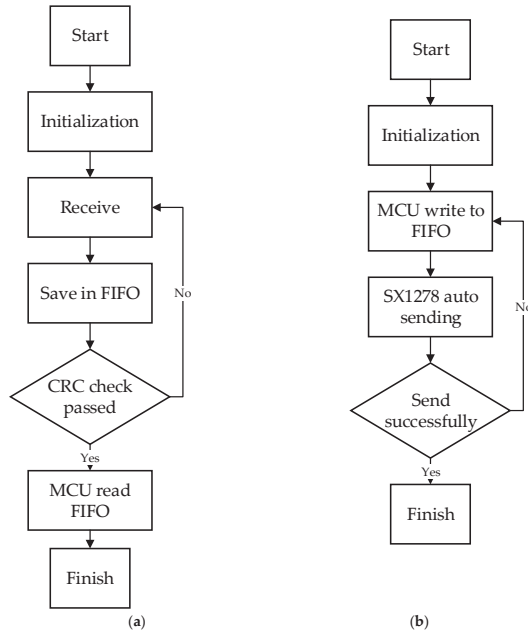 Start
Initialization
Receive
Save in FIFO
No
CRC check
passed
Yes
MCU read
FIFO
Finish
(a)
Start
Initialization
MCU write to
FIFO
SX1278 auto
sending
No
Send
successfully
Yes
Finish
(b)